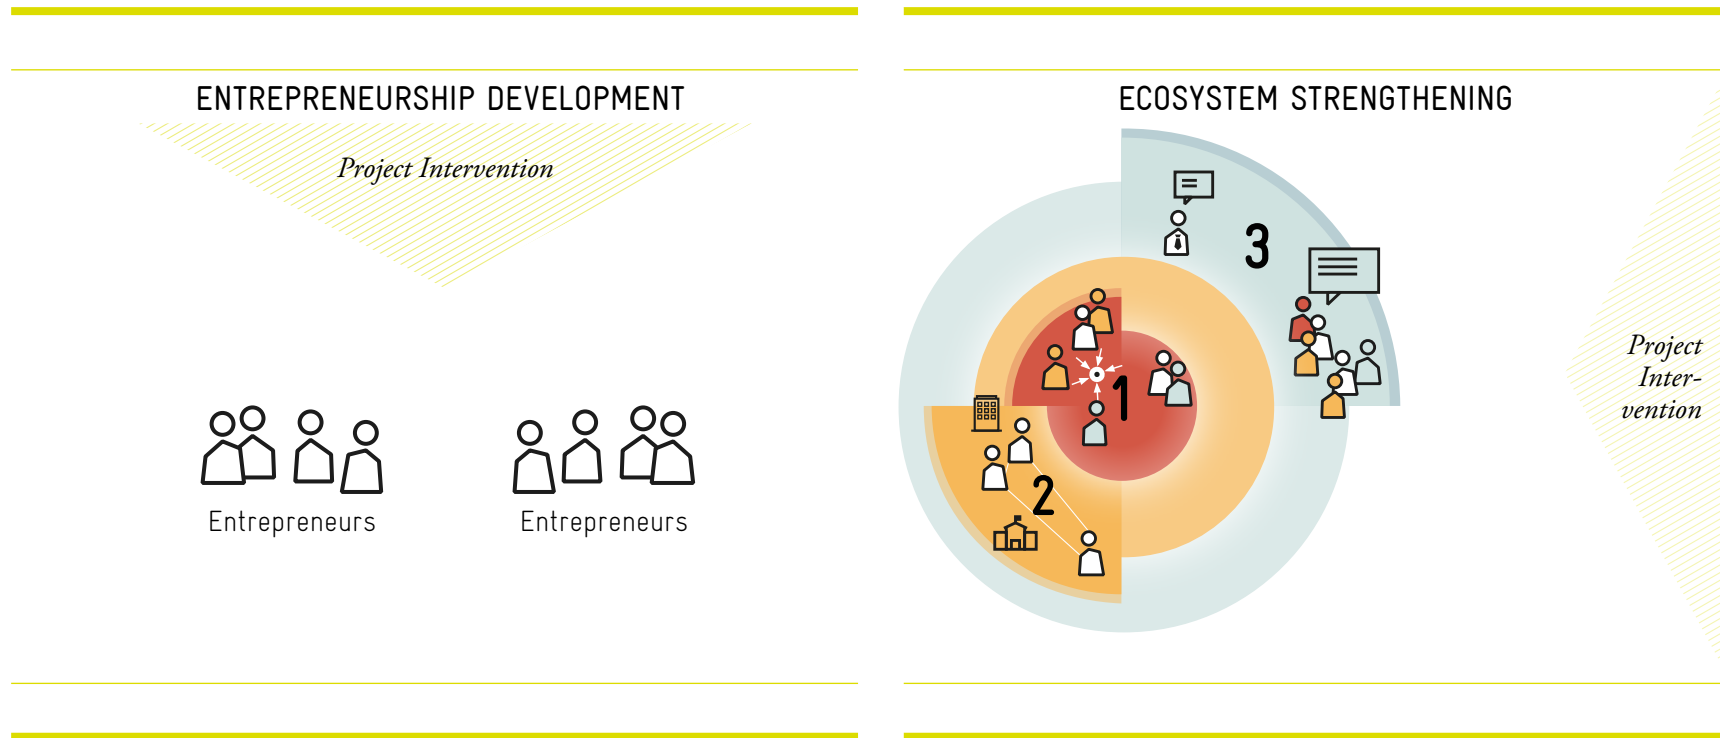 ENTREPRENEURSHIP DEVELOPMENT
Project Intervention
Entrepreneurs
Entrepreneurs
ECOSYSTEM STRENGTHENING
3
1
2
Project
Inter-
vention